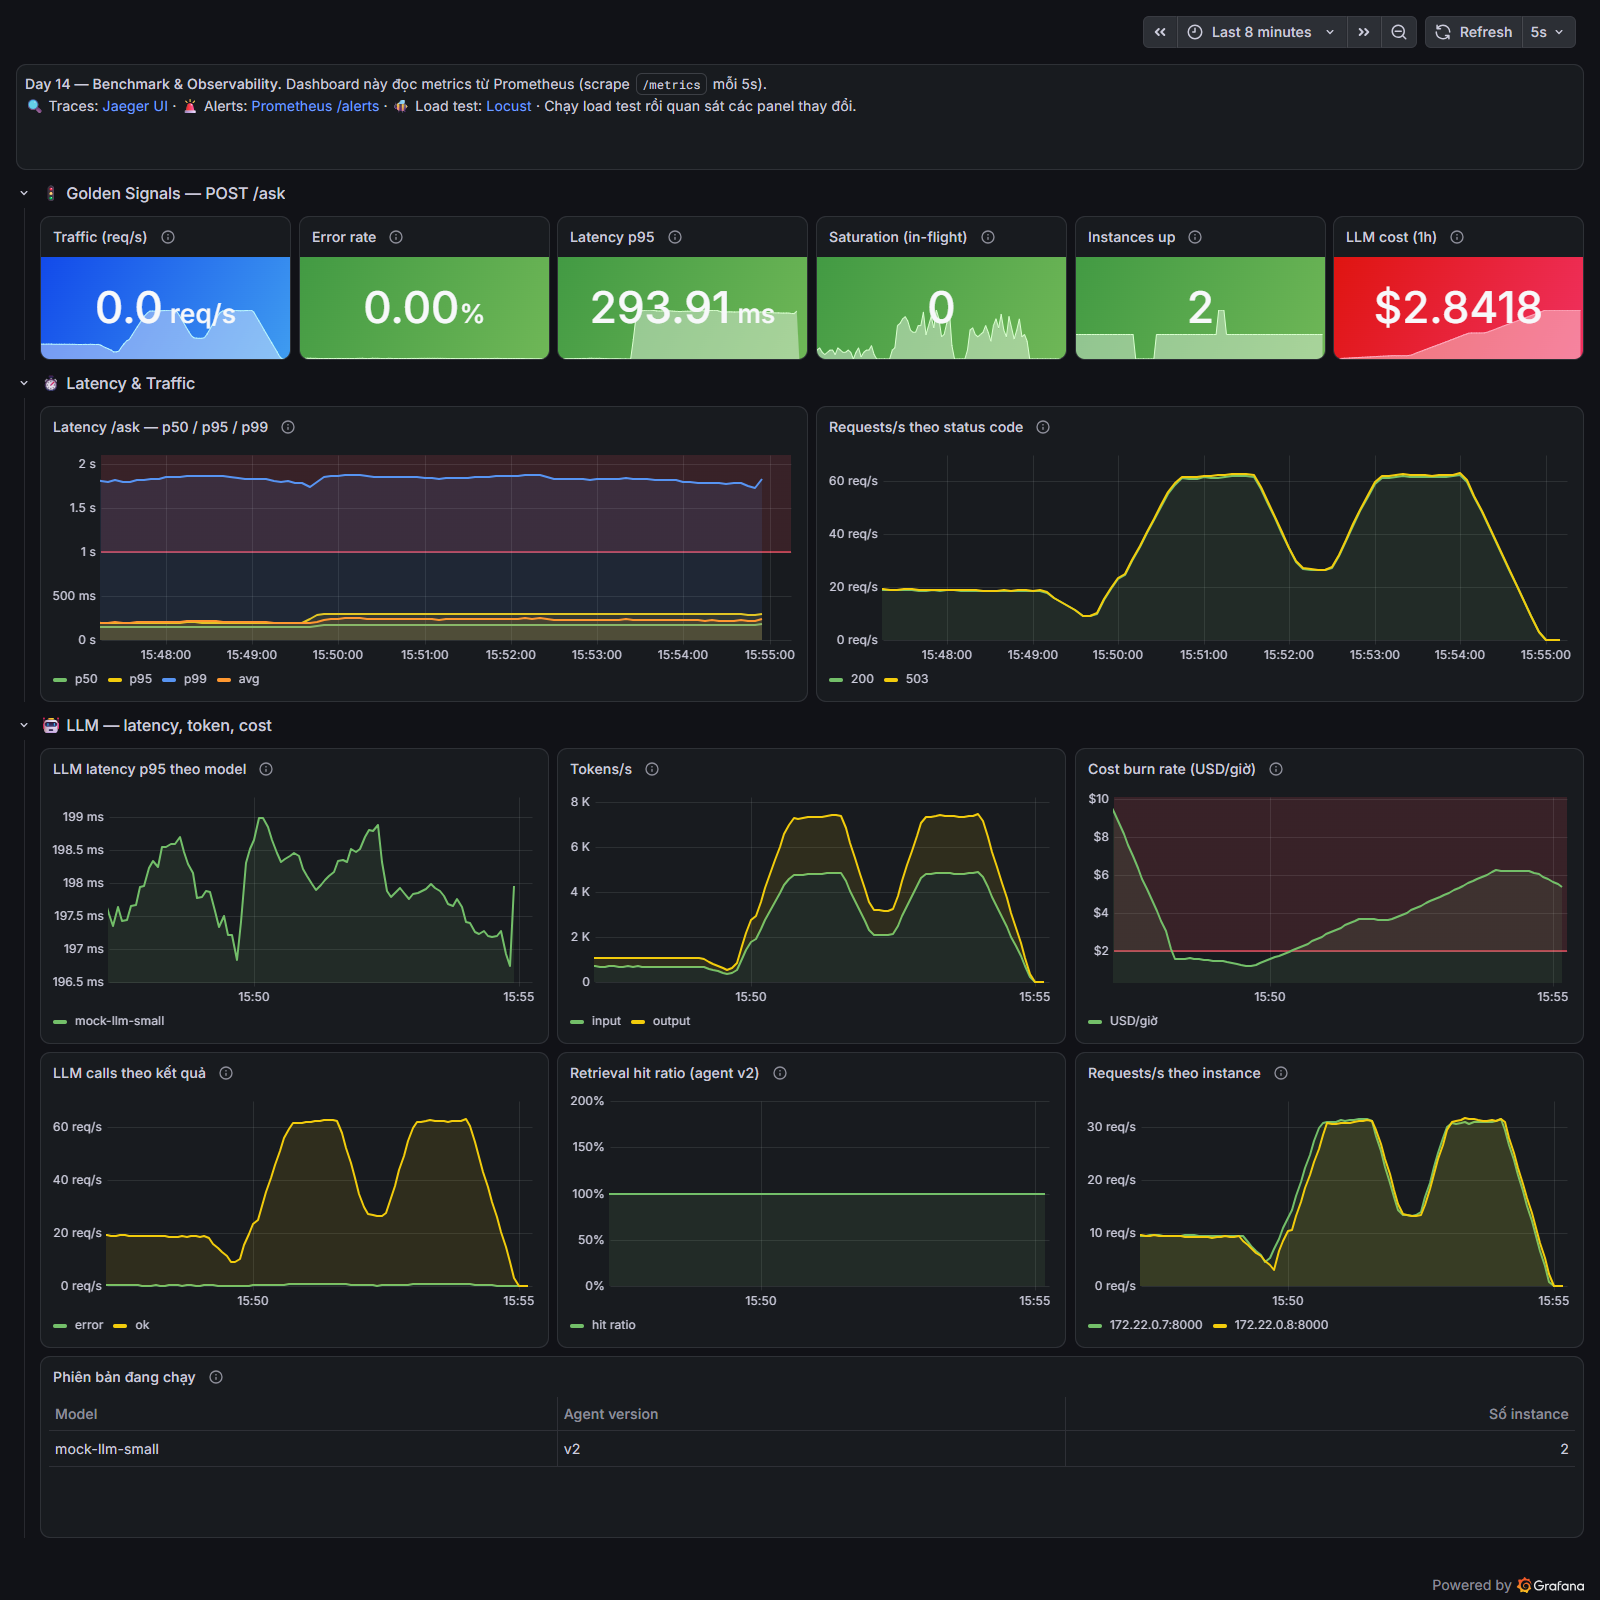 Last 8 minutes
Refresh
5s
Day 14 — Benchmark & Observability. Dashboard này đọc metrics từ Prometheus (scrape /metrics mỗi 5s).
Traces: Jaeger UI · Alerts: Prometheus /alerts · Load test: Locust · Chạy load test rồi quan sát các panel thay đổi.
Golden Signals — POST /ask
Traffic (req/s)
0.0 req/s
Error rate
0.00%
Latency p95
293.91 ms
Saturation (in-flight)
0
Instances up
2
LLM cost (1h)
$2.8418
Latency & Traffic
Latency /ask — p50 / p95 / p99
2 s
1.5 s
1 s
500 ms
0 s
15:48:00 15:49:00 15:50:00 15:51:00 15:52:00 15:53:00 15:54:00 15:55:00
p50 p95 p99 avg
Requests/s theo status code
60 req/s
40 req/s
20 req/s
0 req/s
15:48:00 15:49:00 15:50:00 15:51:00 15:52:00 15:53:00 15:54:00 15:55:00
200 503
LLM — latency, token, cost
LLM latency p95 theo model
199 ms
198.5 ms
198 ms
197.5 ms
197 ms
196.5 ms
15:50 15:55
mock-llm-small
Tokens/s
8 K
6 K
4 K
2 K
0
15:50 15:55
input output
Cost burn rate (USD/giờ)
$10
$8
$6
$4
$2
15:50 15:55
USD/giờ
LLM calls theo kết quả
60 req/s
40 req/s
20 req/s
0 req/s
15:50 15:55
error ok
Retrieval hit ratio (agent v2)
200%
150%
100%
50%
0%
15:50 15:55
hit ratio
Requests/s theo instance
30 req/s
20 req/s
10 req/s
0 req/s
15:50 15:55
172.22.0.7:8000 172.22.0.8:8000
Phiên bản đang chạy
Model Agent version Số instance
mock-llm-small v2 2
Powered by Grafana